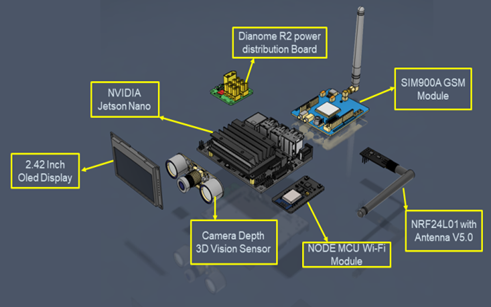 Dianome R2 power
distribution Board
NVIDIA
Jetson Nano
SIM900A GSM
Module
2.42 Inch
Oled Display
Camera Depth
3D Vision Sensor
NODE MCU Wi-Fi
Module
NRF24L01 with
Antenna V5.0